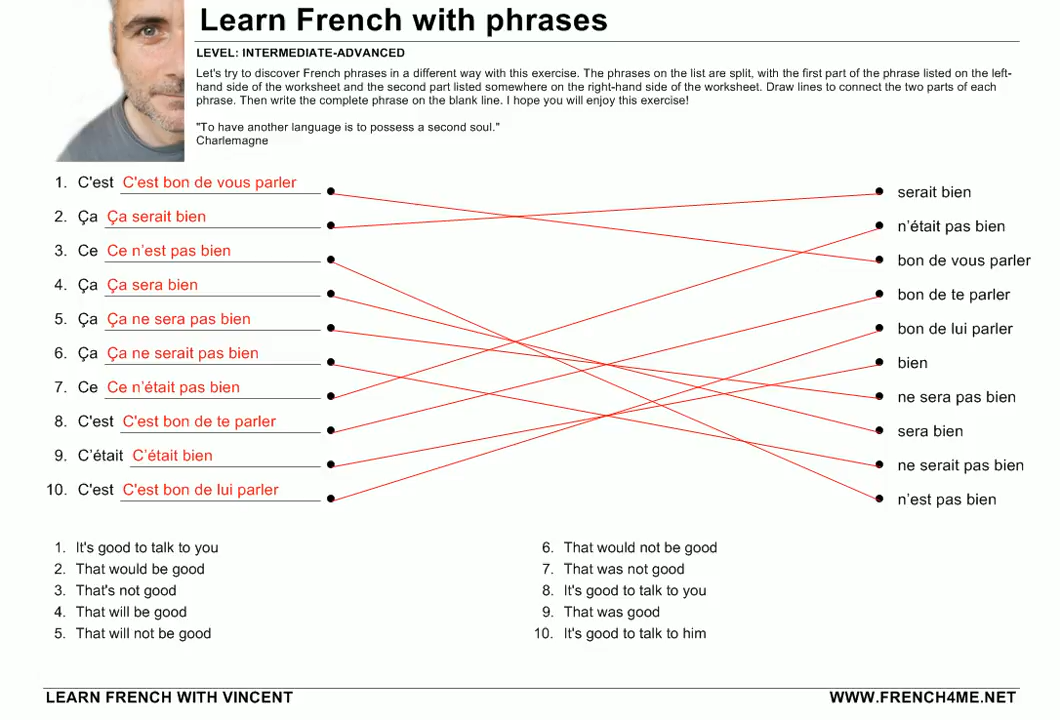 Learn French with phrases
LEVEL: INTERMEDIATE-ADVANCED
Let's try to discover French phrases in a different way with this exercise. The phrases on the list are split, with the first part of the phrase listed on the left-
hand side of the worksheet and the second part listed somewhere on the right-hand side of the worksheet. Draw lines to connect the two parts of each
phrase. Then write the complete phrase on the blank line. I hope you will enjoy this exercise!
"To have another language is to possess a second soul."
Charlemagne
1. C'est C'est bon de vous parler
2. Ça Ça serait bien
3. Ce Ce n’est pas bien
4. Ça Ça sera bien
5. Ça Ça ne sera pas bien
6. Ça Ça ne serait pas bien
7. Ce Ce n’était pas bien
8. C'est C'est bon de te parler
9. C’était C’était bien
10. C'est C'est bon de lui parler
serait bien
n’était pas bien
bon de vous parler
bon de te parler
bon de lui parler
bien
ne sera pas bien
sera bien
ne serait pas bien
n’est pas bien
1. It's good to talk to you
2. That would be good
3. That's not good
4. That will be good
5. That will not be good
6. That would not be good
7. That was not good
8. It's good to talk to you
9. That was good
10. It's good to talk to him
LEARN FRENCH WITH VINCENT
WWW.FRENCH4ME.NET